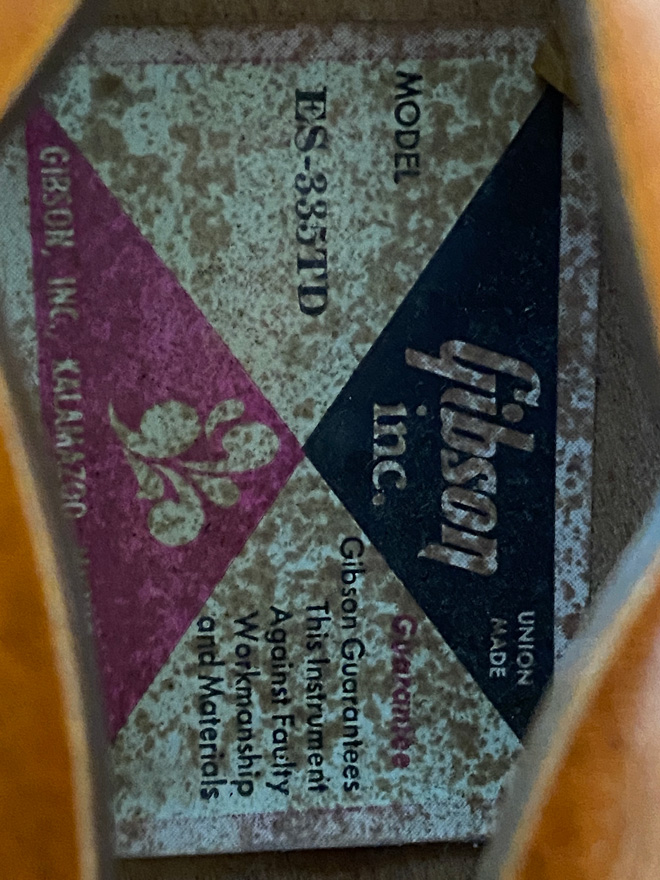 Gibson
inc.
UNION
MADE
MODEL
ES-335TD
Guarantee
Gibson Guarantees
This Instrument
Against Faulty
Workmanship
and Materials
GIBSON, INC., KALAMAZOO